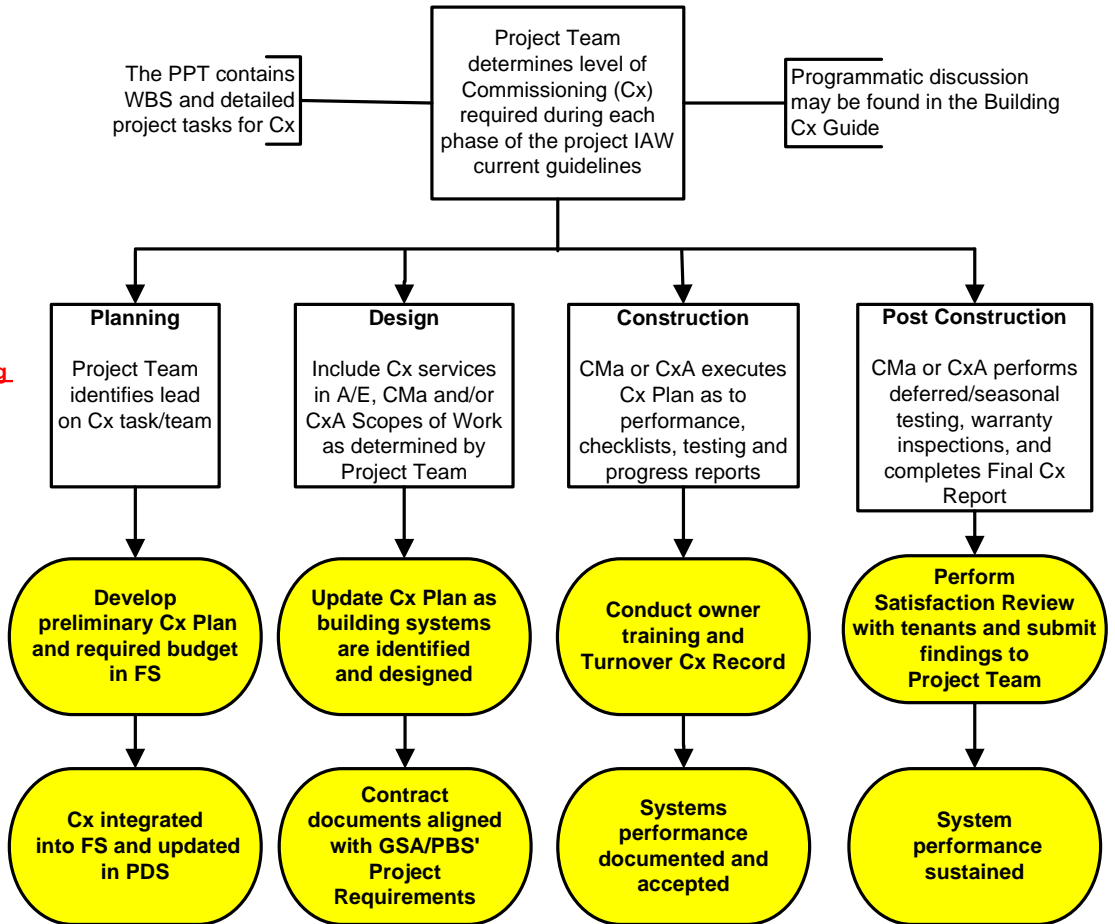 Project Team
determines level of
Commissioning (Cx)
required during each
phase of the project IAW
current guidelines
The PPT contains
WBS and detailed
project tasks for Cx
Programmatic discussion
may be found in the Building
Cx Guide
Planning
Project Team
identifies lead
on Cx task/team
Design
Include Cx services
in A/E, CMa and/or
CxA Scopes of Work
as determined by
Project Team
Construction
CMa or CxA executes
Cx Plan as to
performance,
checklists, testing and
progress reports
Post Construction
CMa or CxA performs
deferred/seasonal
testing, warranty
inspections, and
completes Final Cx
Report
g
Develop
preliminary Cx Plan
and required budget
in FS
Update Cx Plan as
building systems
are identified
and designed
Conduct owner
training and
Turnover Cx Record
Perform
Satisfaction Review
with tenants and submit
findings to
Project Team
Cx integrated
into FS and updated
in PDS
Contract
documents aligned
with GSA/PBS'
Project
Requirements
Systems
performance
documented and
accepted
System
performance
sustained